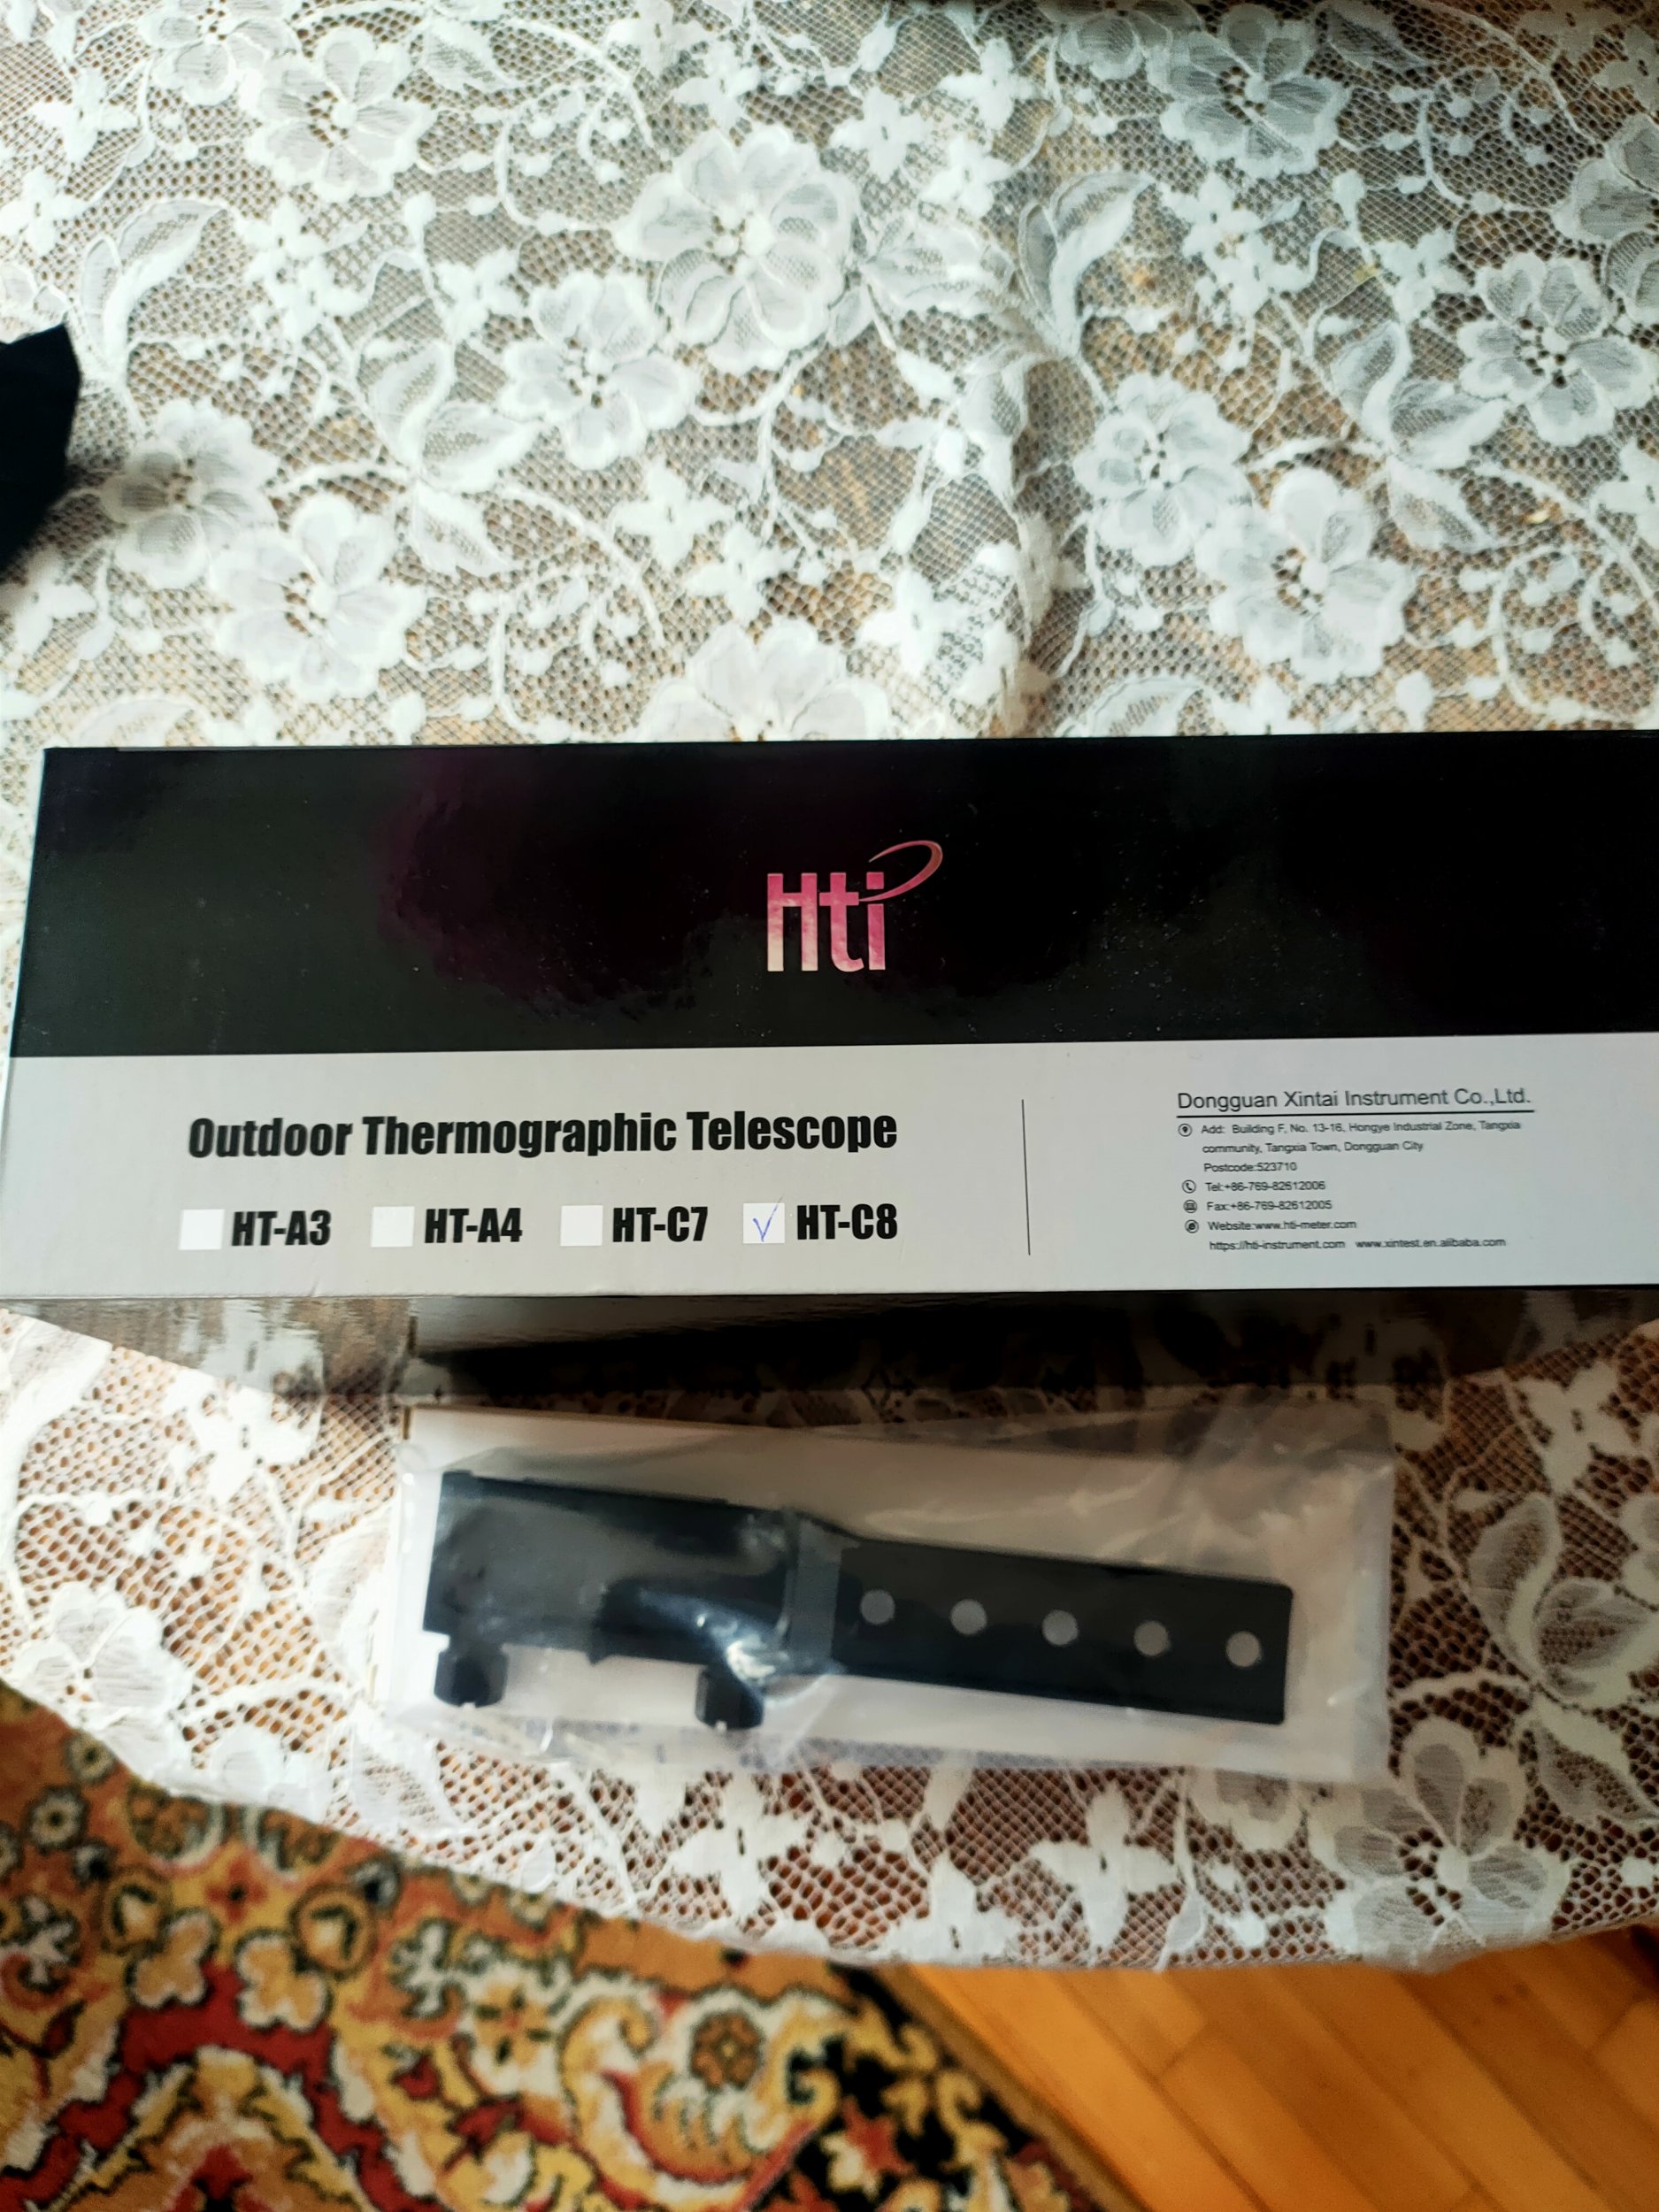 Hti
Outdoor Thermographic Telescope
HT-A3 HT-A4 HT-C7 HT-C8
Dongguan Xintai Instrument Co.,Ltd.
Add: Building F, No. 13-16, Hongye Industrial Zone, Tangxia
community, Tangxia Town, Dongguan City
Postcode:523710
Tel:+86-769-82612006
Fax:+86-769-82612005
Website:www.hti-meter.com
https://hti-instrument.com www.xintest.en.alibaba.com